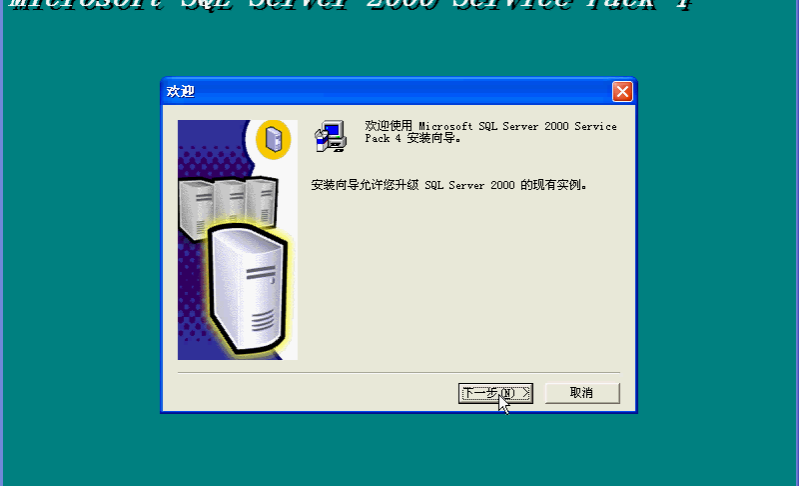 Microsoft SQL Server 2000 Service Pack 4
欢迎
欢迎使用 Microsoft SQL Server 2000 Service
Pack 4 安装向导。
安装向导允许您升级 SQL Server 2000 的现有实例。
下一步(N) >
取消